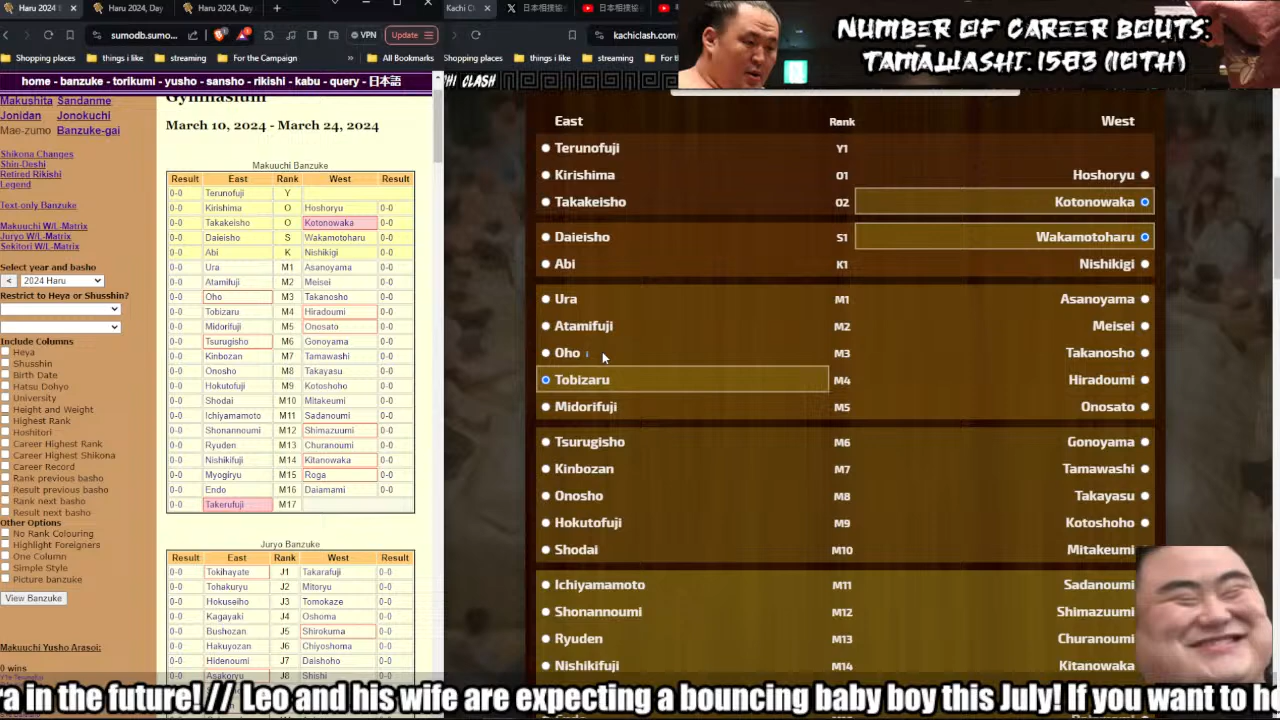 Haru 2024
Haru, 2024, Day
Haru, 2024, Day
Kachi Cl
日本相撲協
日本相撲
sumodb.sumo...
VPN
Update
kachiclash.com
Shopping places
things i like
streaming
For the Campaign
All Bookmarks
Shopping places
things i like
streaming
home - banzuke - torikumi - yusho - sansho - rikishi - kabu - query - 日本語
CHI CLASH
NUMBER OF CAREER BOUTS:
TAMAWASHI, 1583 (10TH)
Makushita Sandanme
Jonidan Jonokuchi
Mae-zumo Banzuke-gai
Shikona Changes
Shin-Deshi
Retired Rikishi
Legend
Text-only Banzuke
Makuuchi W/L-Matrix
Juryo W/L-Matrix
Sekitori W/L-Matrix
Select year and basho
< 2024 Haru
Restrict to Heya or Shusshin?
Include Columns
Heya
Shusshin
Birth Date
Hatsu Dohyo
University
Height and Weight
Highest Rank
Hoshitori
Career Highest Rank
Career Highest Shikona
Career Record
Rank previous basho
Result previous basho
Rank next basho
Result next basho
Other Options
No Rank Colouring
Highlight Foreigners
One Column
Simple Style
Picture banzuke
View Banzuke
Makuuchi Yusho Arasoi:
0 wins
Gymnasium
March 10, 2024 - March 24, 2024
Makuuchi Banzuke
Result East Rank West Result
0-0 Terunofuji Y
0-0 Kirishima O Hoshoryu 0-0
0-0 Takakeisho O Kotonowaka 0-0
0-0 Daieisho S Wakamotoharu 0-0
0-0 Abi K Nishikigi 0-0
0-0 Ura M1 Asanoyama 0-0
0-0 Atamifuji M2 Meisei 0-0
0-0 Oho M3 Takanosho 0-0
0-0 Tobizaru M4 Hiradoumi 0-0
0-0 Midorifuji M5 Onosato 0-0
0-0 Tsurugisho M6 Gonoyama 0-0
0-0 Kinbozan M7 Tamawashi 0-0
0-0 Onosho M8 Takayasu 0-0
0-0 Hokutofuji M9 Kotoshoho 0-0
0-0 Shodai M10 Mitakeumi 0-0
0-0 Ichiyamamoto M11 Sadanoumi 0-0
0-0 Shonannoumi M12 Shimazuumi 0-0
0-0 Ryuden M13 Churanoumi 0-0
0-0 Nishikifuji M14 Kitanowaka 0-0
0-0 Myogiryu M15 Roga 0-0
0-0 Endo M16 Daiamami 0-0
0-0 Takerufuji M17
Juryo Banzuke
Result East Rank West Result
0-0 Tokihayate J1 Takarafuji 0-0
0-0 Tohakuryu J2 Mitoryu 0-0
0-0 Hokuseiho J3 Tomokaze 0-0
0-0 Kagayaki J4 Oshoma 0-0
0-0 Bushozan J5 Shirokuma 0-0
0-0 Hakuyozan J6 Chiyoshoma 0-0
0-0 Hidenoumi J7 Daishoho 0-0
0-0 Asakoryu J8 Shishi 0-0
East Rank West
Terunofuji Y1
Kirishima O1 Hoshoryu
Takakeisho O2 Kotonowaka
Daieisho S1 Wakamotoharu
Abi K1 Nishikigi
Ura M1 Asanoyama
Atamifuji M2 Meisei
Oho M3 Takanosho
Tobizaru M4 Hiradoumi
Midorifuji M5 Onosato
Tsurugisho M6 Gonoyama
Kinbozan M7 Tamawashi
Onosho M8 Takayasu
Hokutofuji M9 Kotoshoho
Shodai M10 Mitakeumi
Ichiyamamoto M11 Sadanoumi
Shonannoumi M12 Shimazuumi
Ryuden M13 Churanoumi
Nishikifuji M14 Kitanowaka
ra in the future! /// Leo and his wife are expecting a bouncing baby boy this July! If you want to he